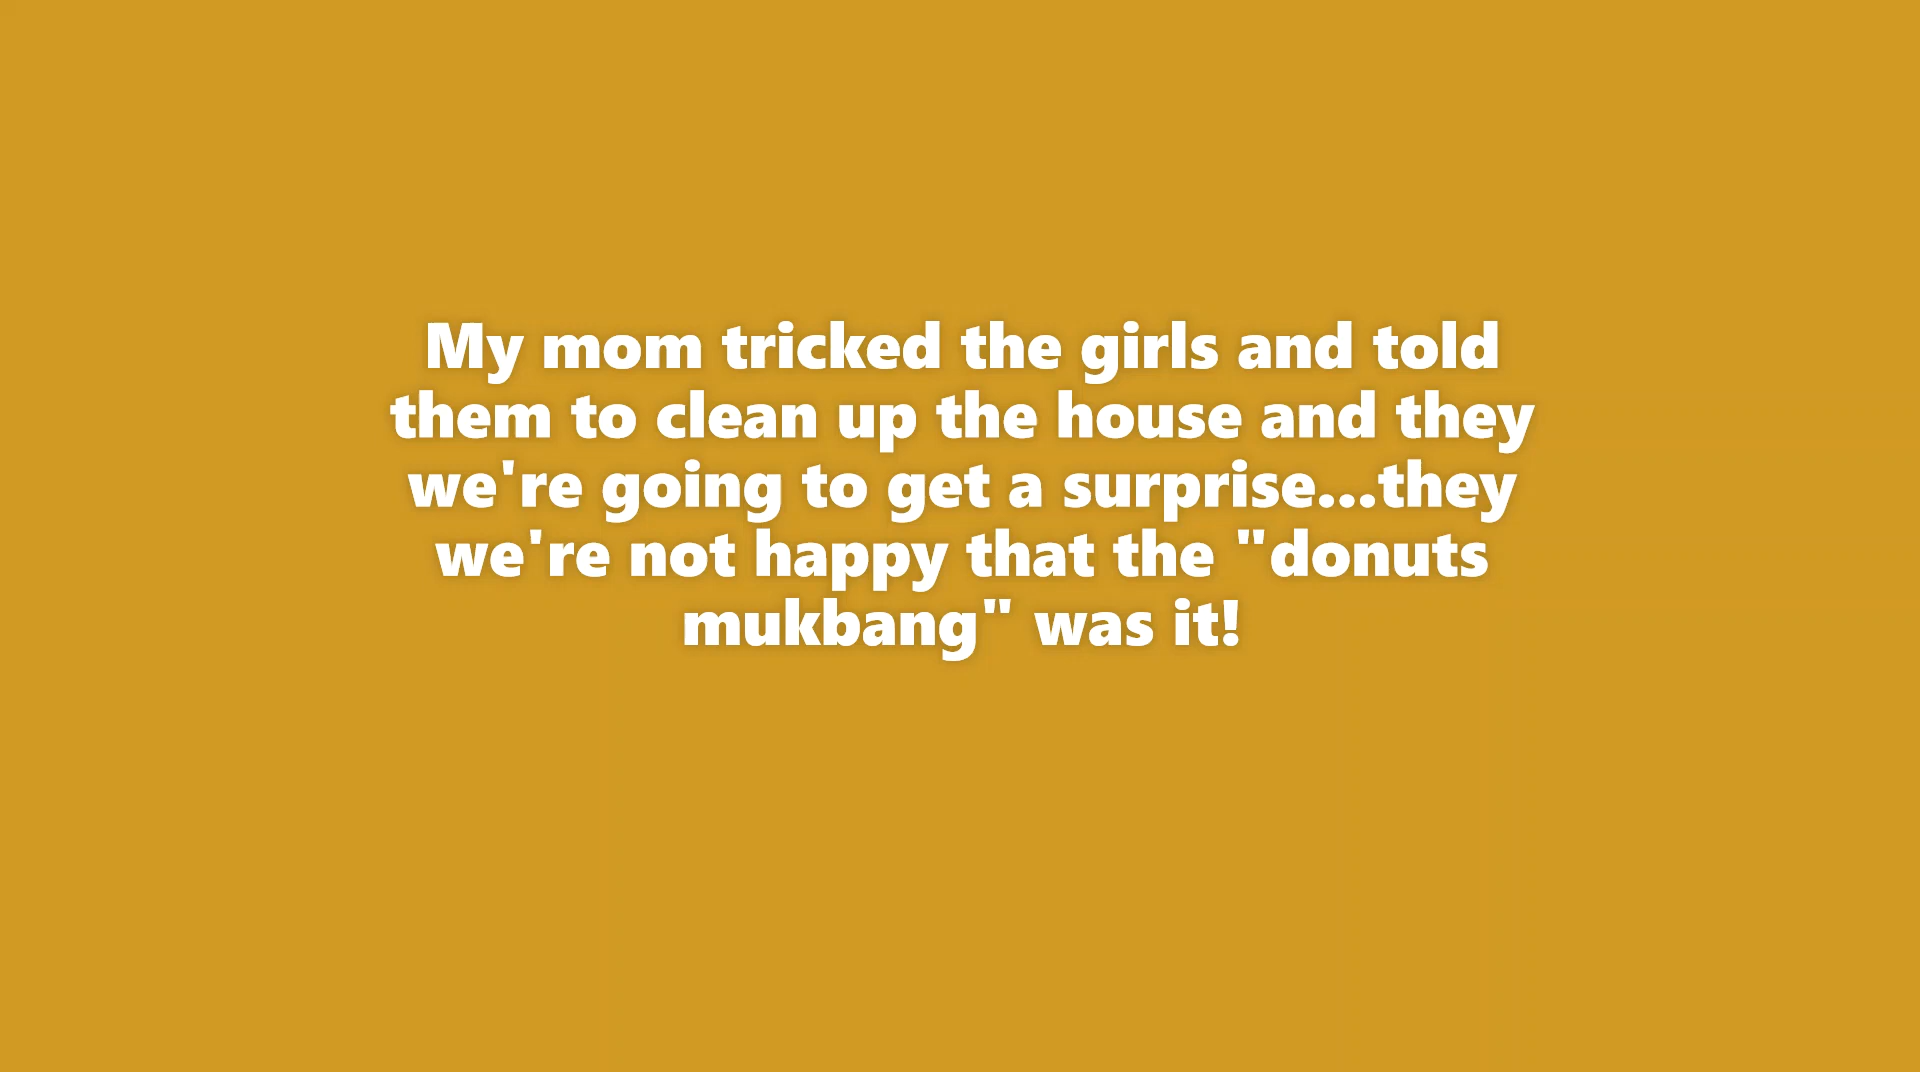 My mom tricked the girls and told
them to clean up the house and they
we're going to get a surprise...they
we're not happy that the "donuts
mukbang" was it!